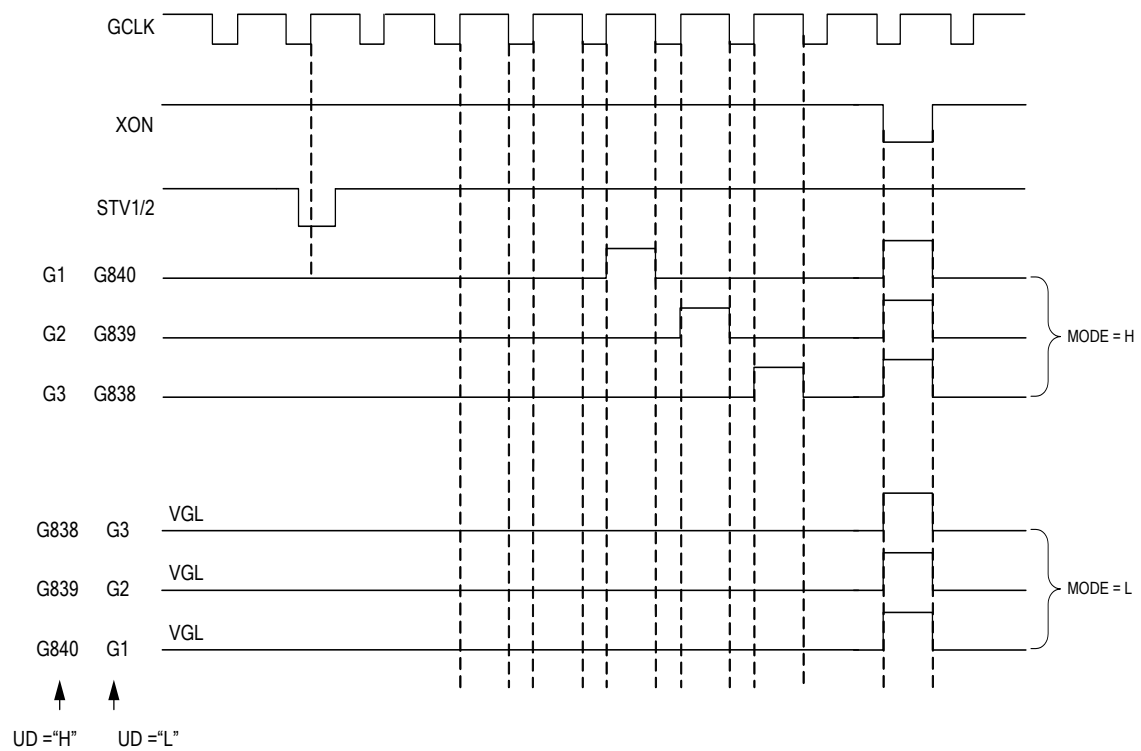 GCLK
XON
STV1/2
G1 G840
G2 G839
MODE = H
G3 G838
VGL
G838 G3
VGL
G839 G2
MODE = L
VGL
G840 G1
UD =“H” UD =“L”